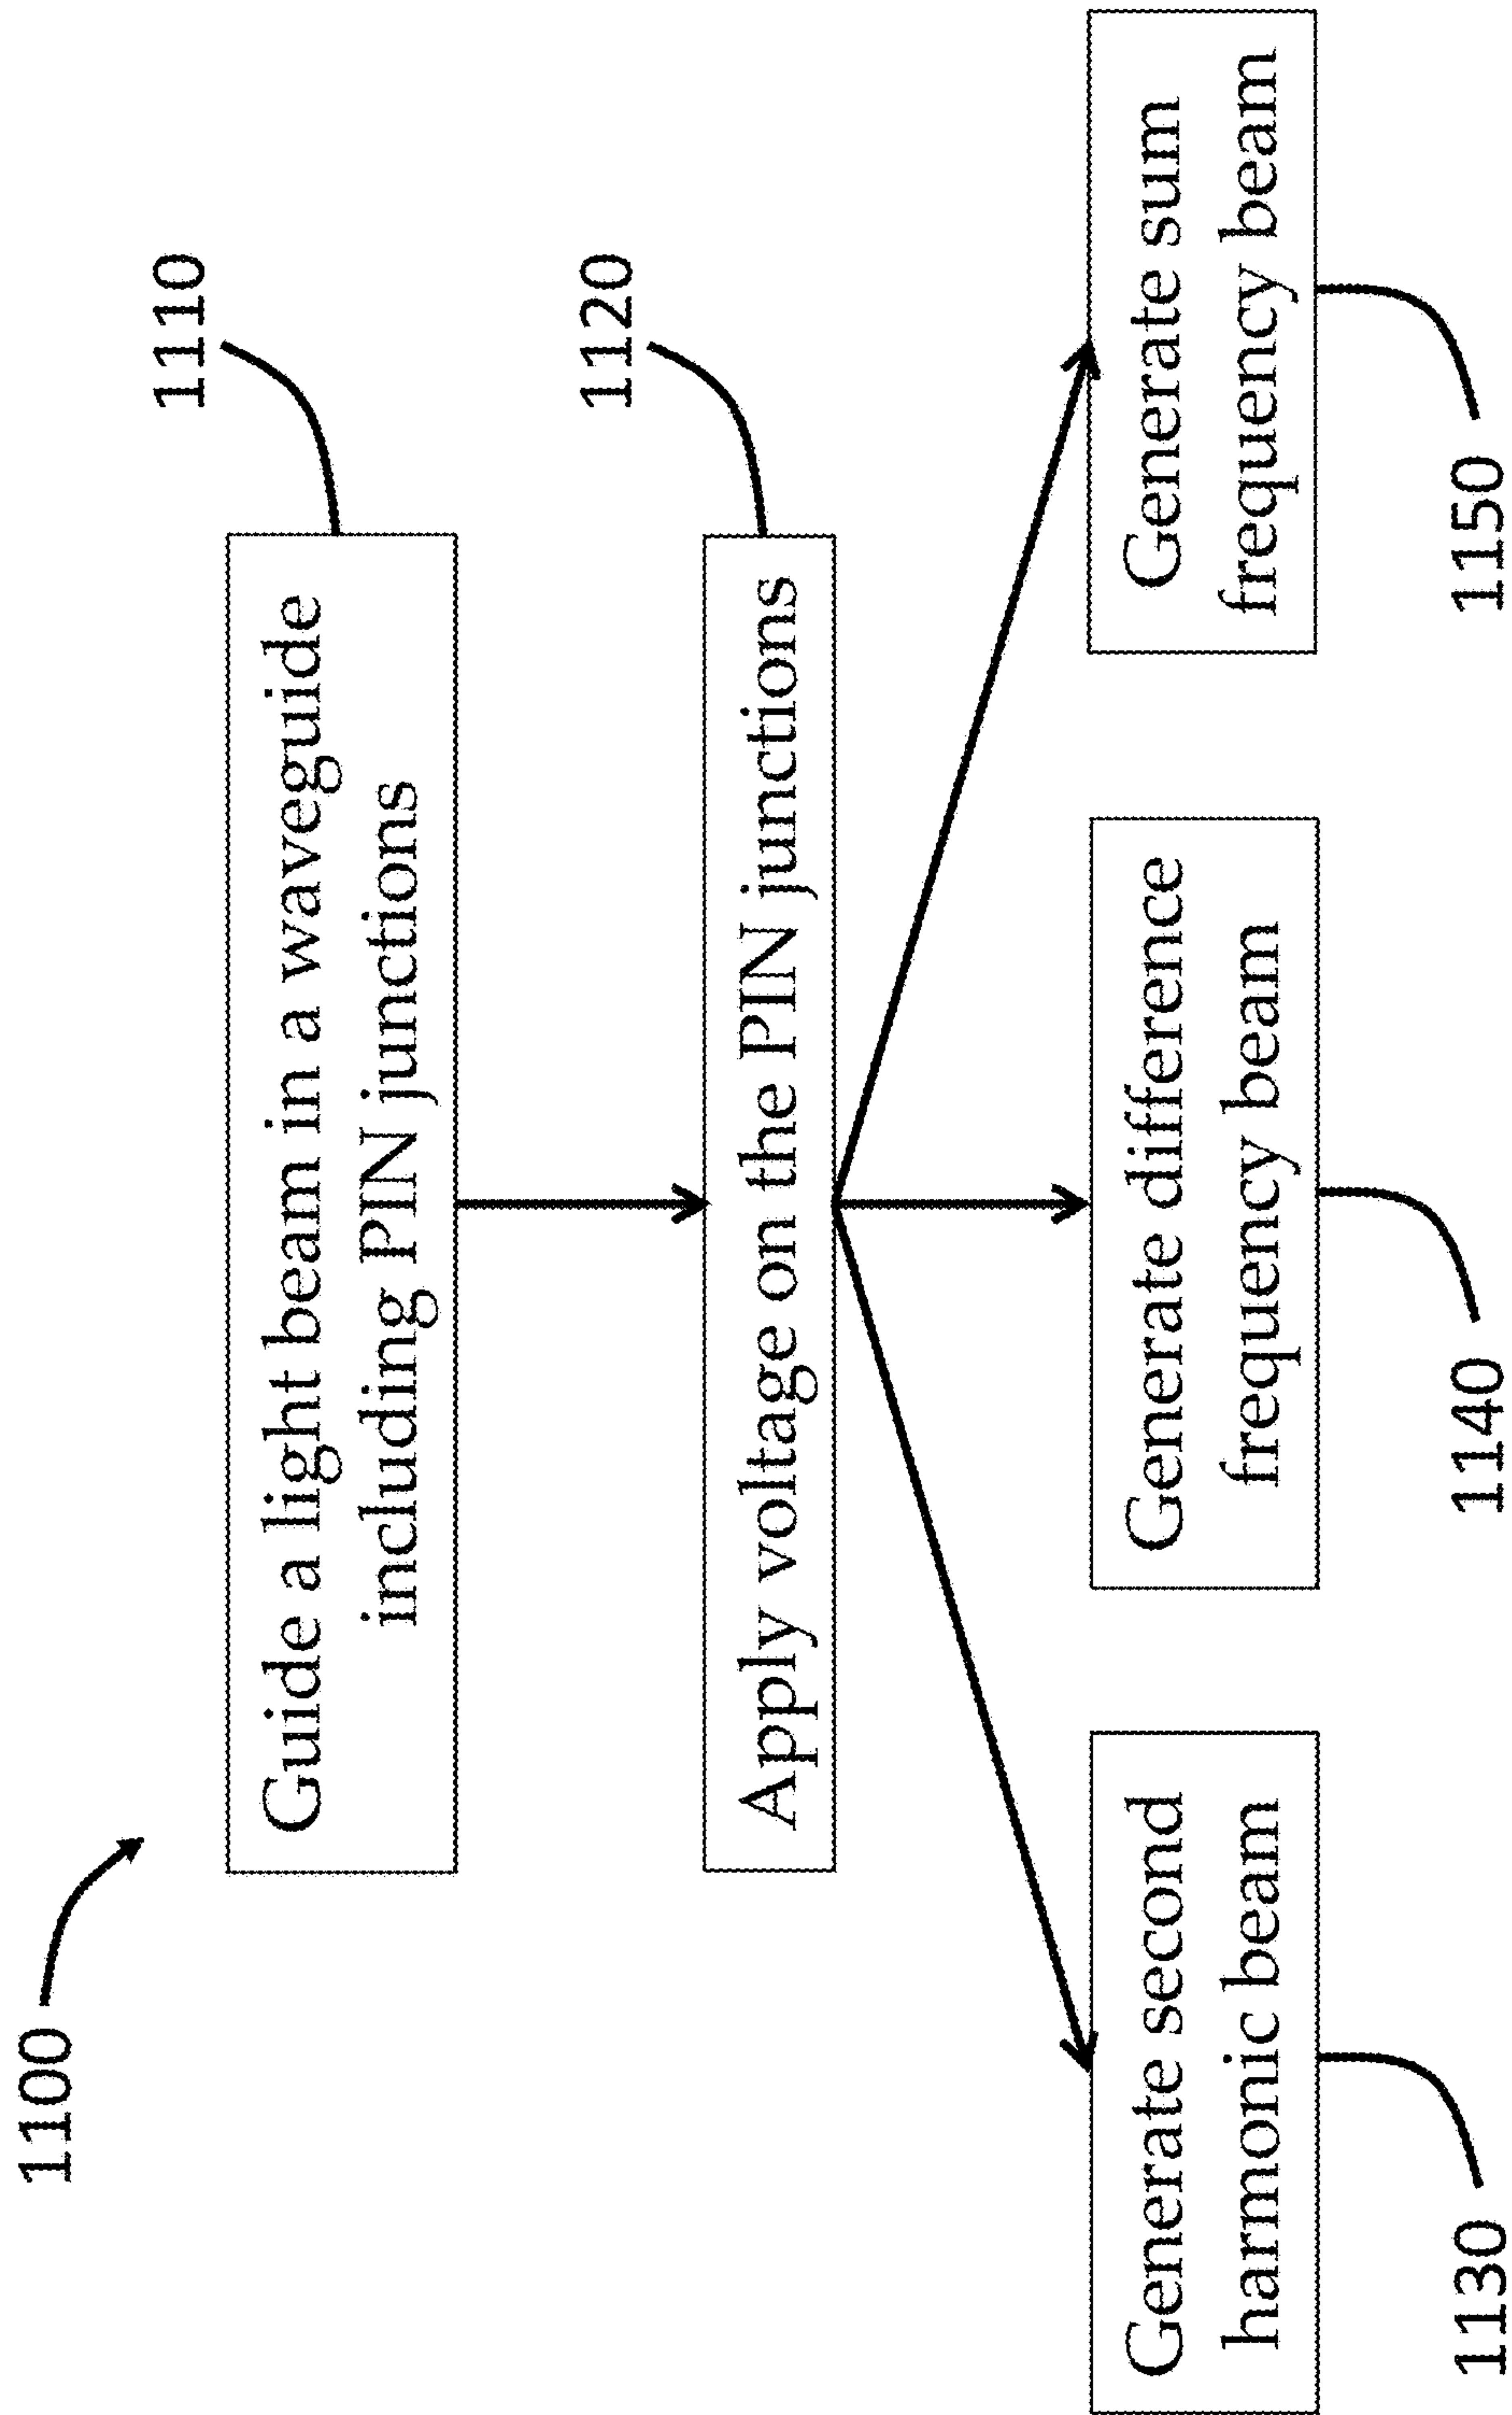 1100
1110
Guide a light beam in a waveguide
including PIN junctions
1120
Apply voltage on the PIN junctions
Generate second
harmonic beam
Generate difference
frequency beam
Generate sum
frequency beam
1130
1140
1150